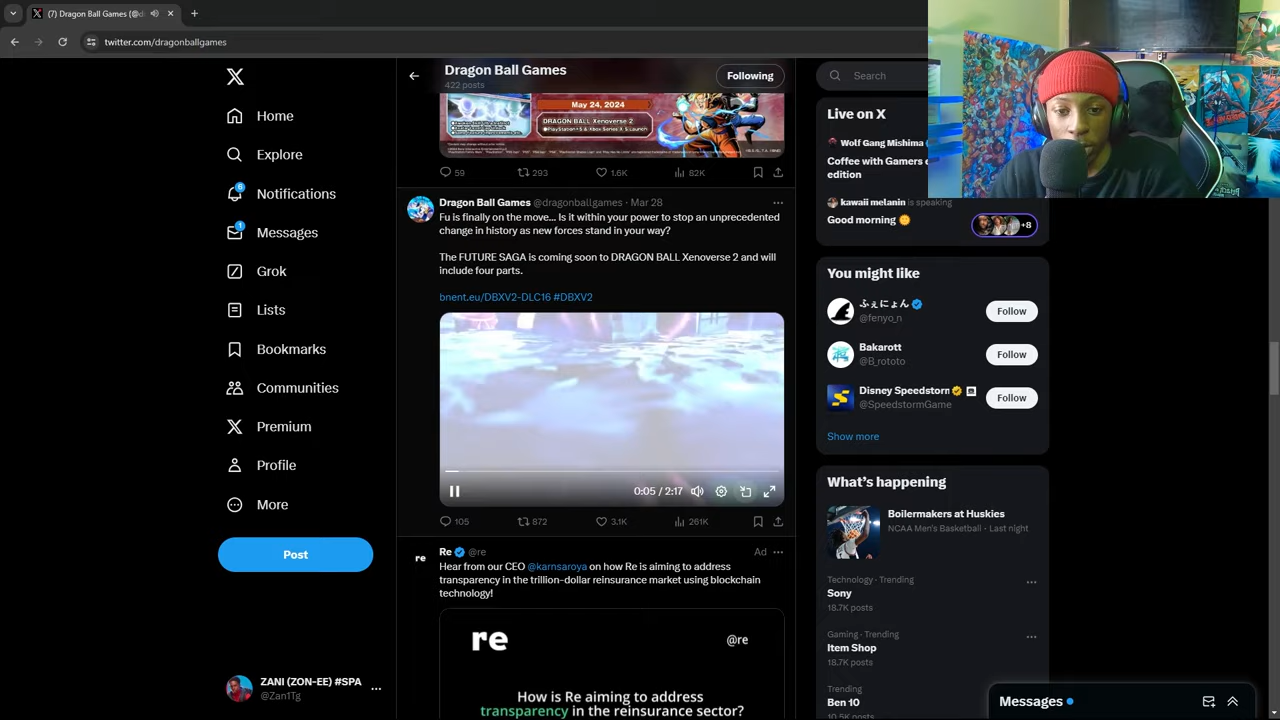 (7) Dragon Ball Games (@d
twitter.com/dragonballgames
Home
Explore
6
Notifications
1
Messages
Grok
Lists
Bookmarks
Communities
Premium
Profile
More
Post
ZANI (ZON-EE) #SPA
@Zan1Tg
Dragon Ball Games
422 posts
Following
May 24, 2024
DRAGON BALL Xenoverse 2
59
293
1.6K
82K
Dragon Ball Games @dragonballgames · Mar 28
Fu is finally on the move... Is it within your power to stop an unprecedented
change in history as new forces stand in your way?
The FUTURE SAGA is coming soon to DRAGON BALL Xenoverse 2 and will
include four parts.
bnent.eu/DBXV2-DLC16 #DBXV2
0:05 / 2:17
105
872
3.1K
261K
Re @re
Ad
Hear from our CEO @karnsaroya on how Re is aiming to address
transparency in the trillion-dollar reinsurance market using blockchain
technology!
re
re
@re
How is Re aiming to address
transparency in the reinsurance sector?
Search
Live on X
Wolf Gang Mishima
Coffee with Gamers
edition
kawaii melanin is speaking
Good morning
+8
You might like
ふぇにょん
@fenyo_n
Follow
Bakarott
@B_rototo
Follow
Disney Speedstorm
@SpeedstormGame
Follow
Show more
What's happening
Boilermakers at Huskies
NCAA Men's Basketball · Last night
Technology · Trending
Sony
18.7K posts
Gaming · Trending
Item Shop
18.7K posts
Trending
Ben 10
10.5K posts
Messages